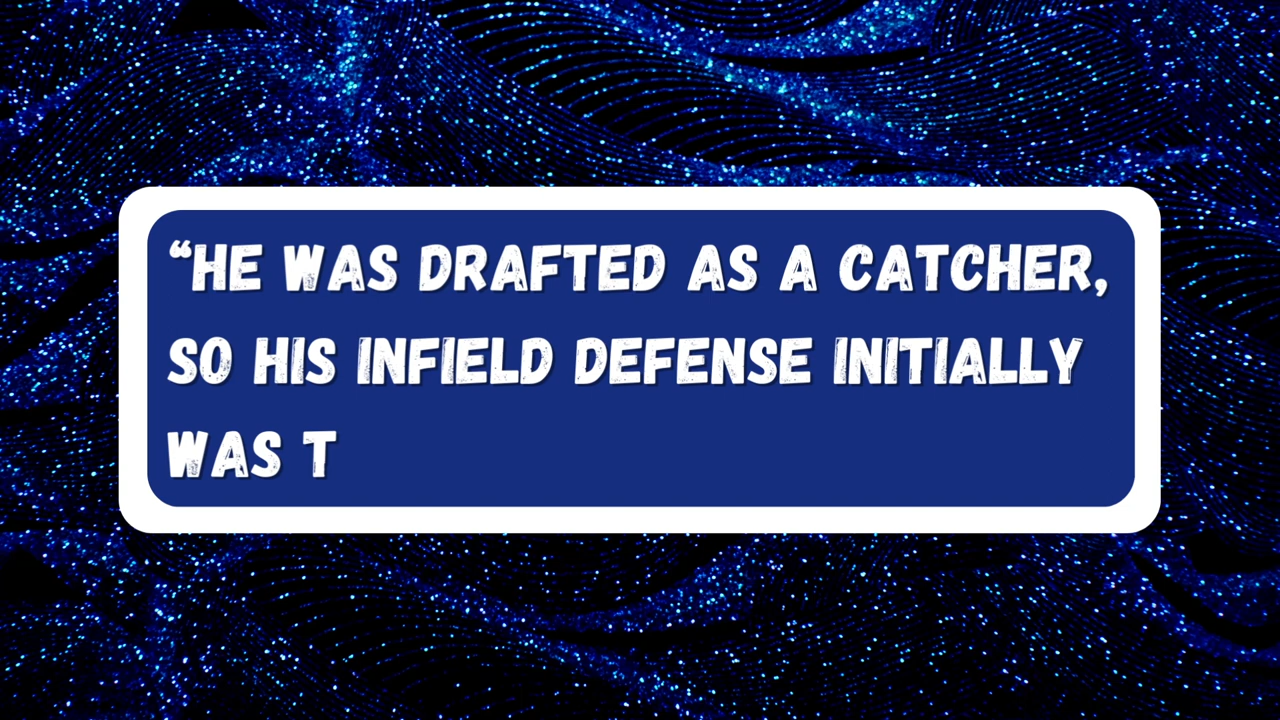 “HE WAS DRAFTED AS A CATCHER,
SO HIS INFIELD DEFENSE INITIALLY
WAS T